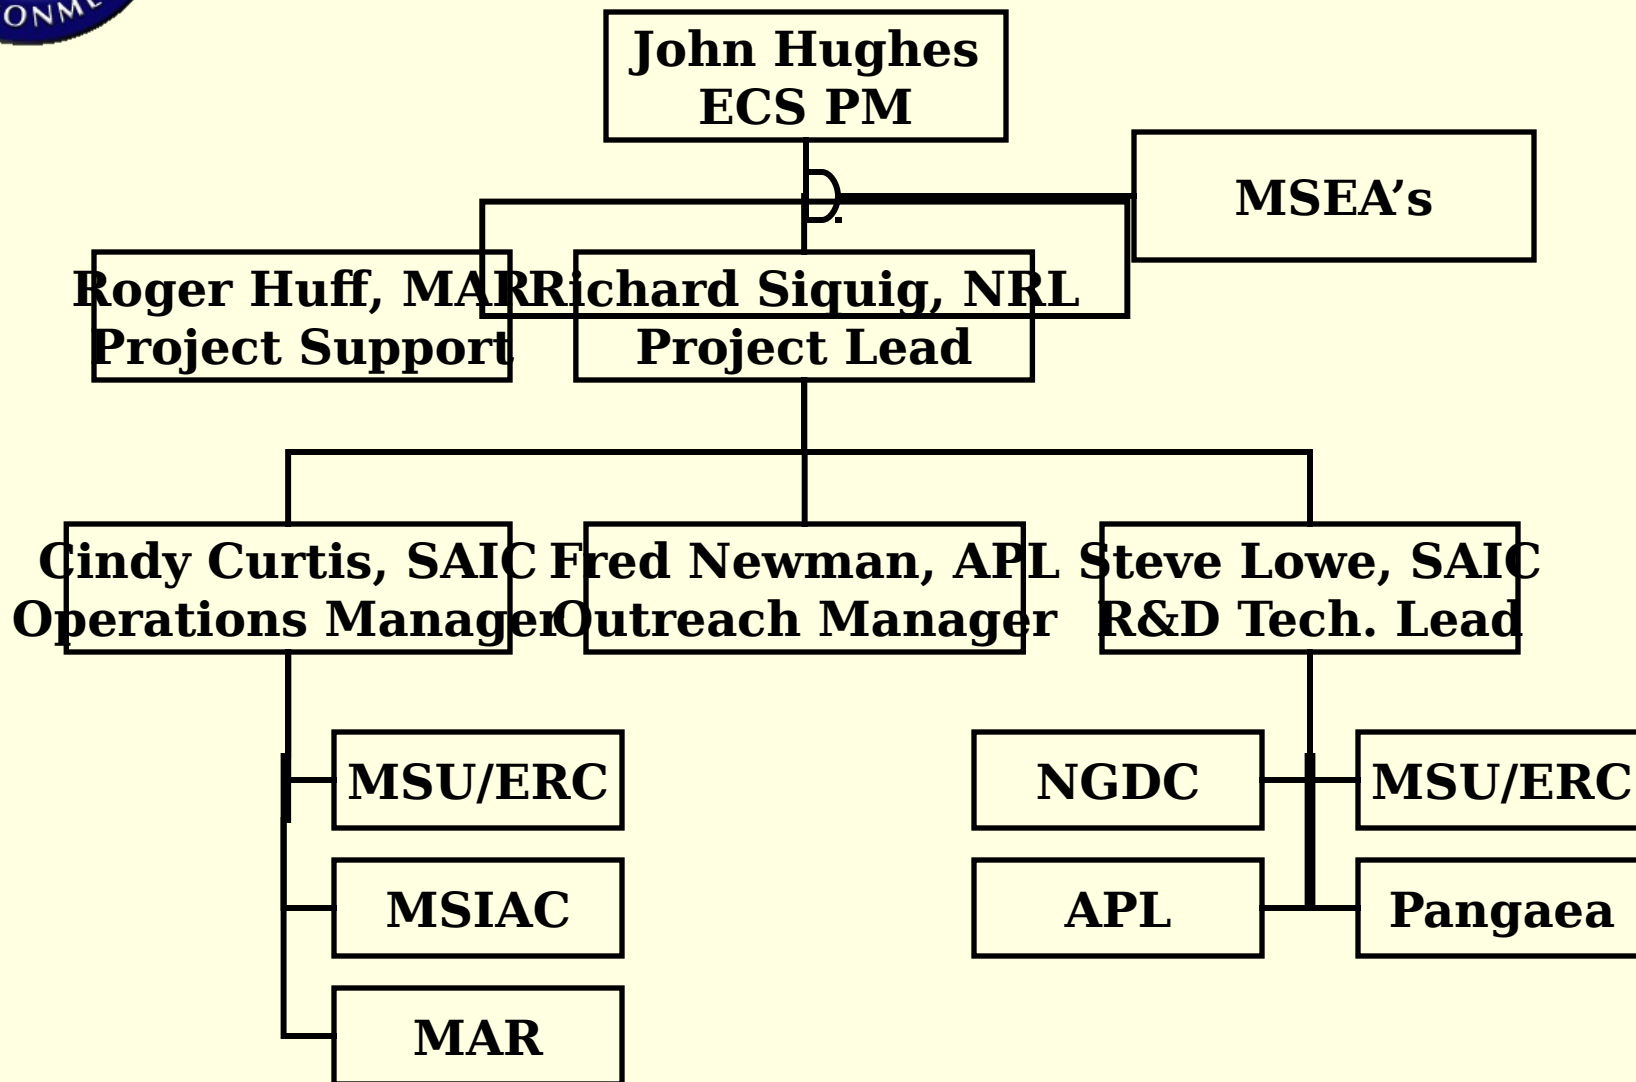 ONME
John Hughes
ECS PM
MSEA’s
Roger Huff, MAR
Project Support
Richard Siquig, NRL
Project Lead
Cindy Curtis, SAIC
Operations Manager
Fred Newman, APL
Outreach Manager
Steve Lowe, SAIC
R&D Tech. Lead
MSU/ERC
NGDC
MSU/ERC
MSIAC
APL
Pangaea
MAR